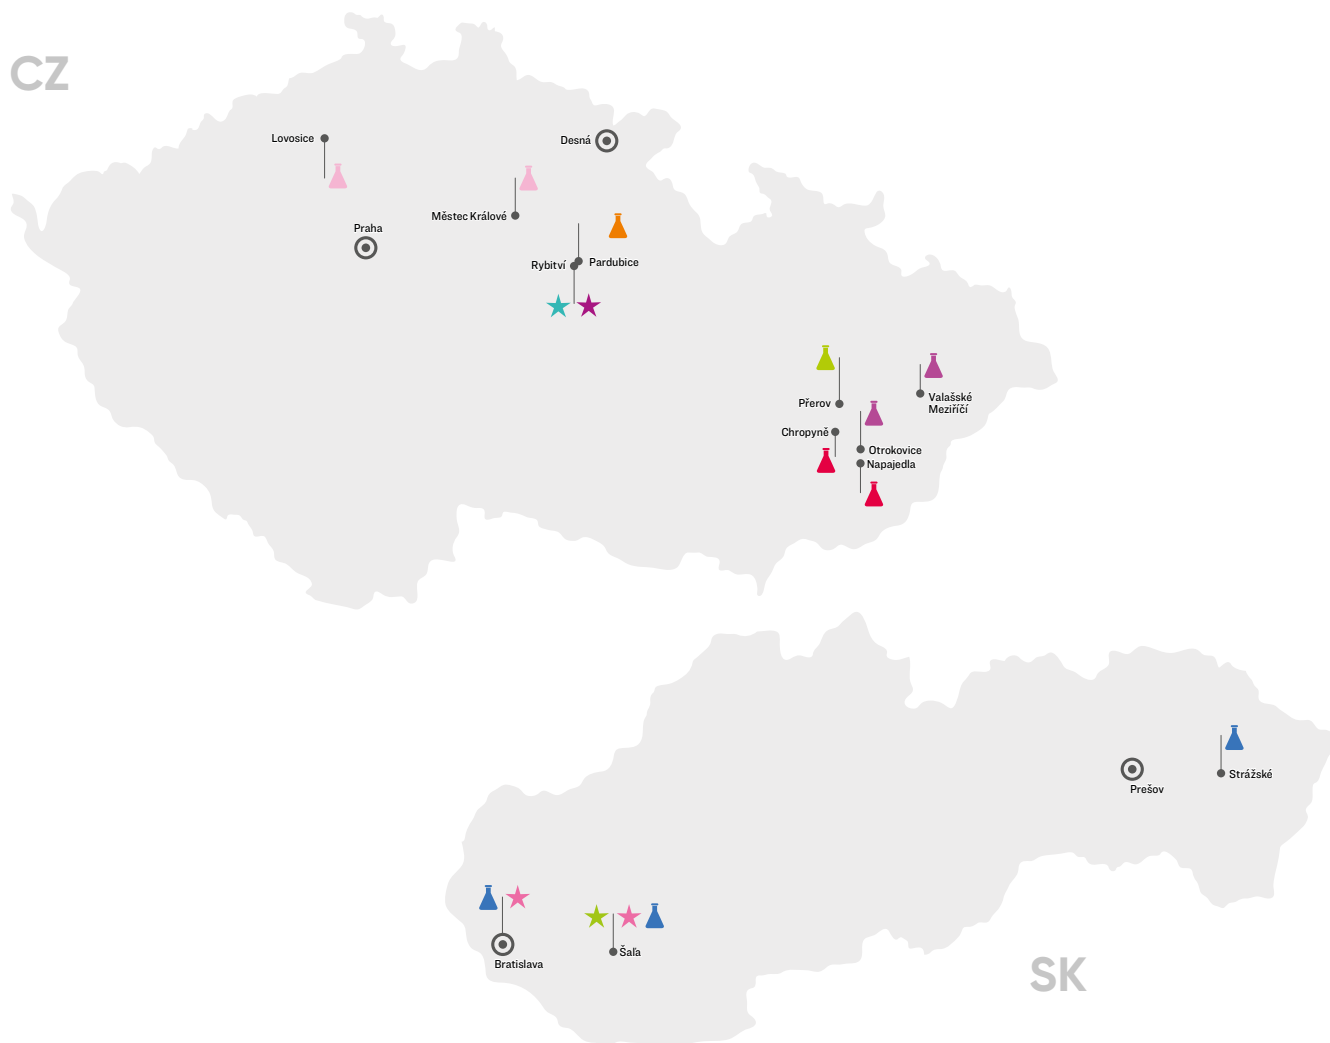 CZ
Lovosice
Desná
Městec Králové
Praha
Rybitví
Pardubice
Přerov
Valašské
Meziříčí
Chropyně
Otrokovice
Napajedla
Strážské
Prešov
Šaľa
Bratislava
SK